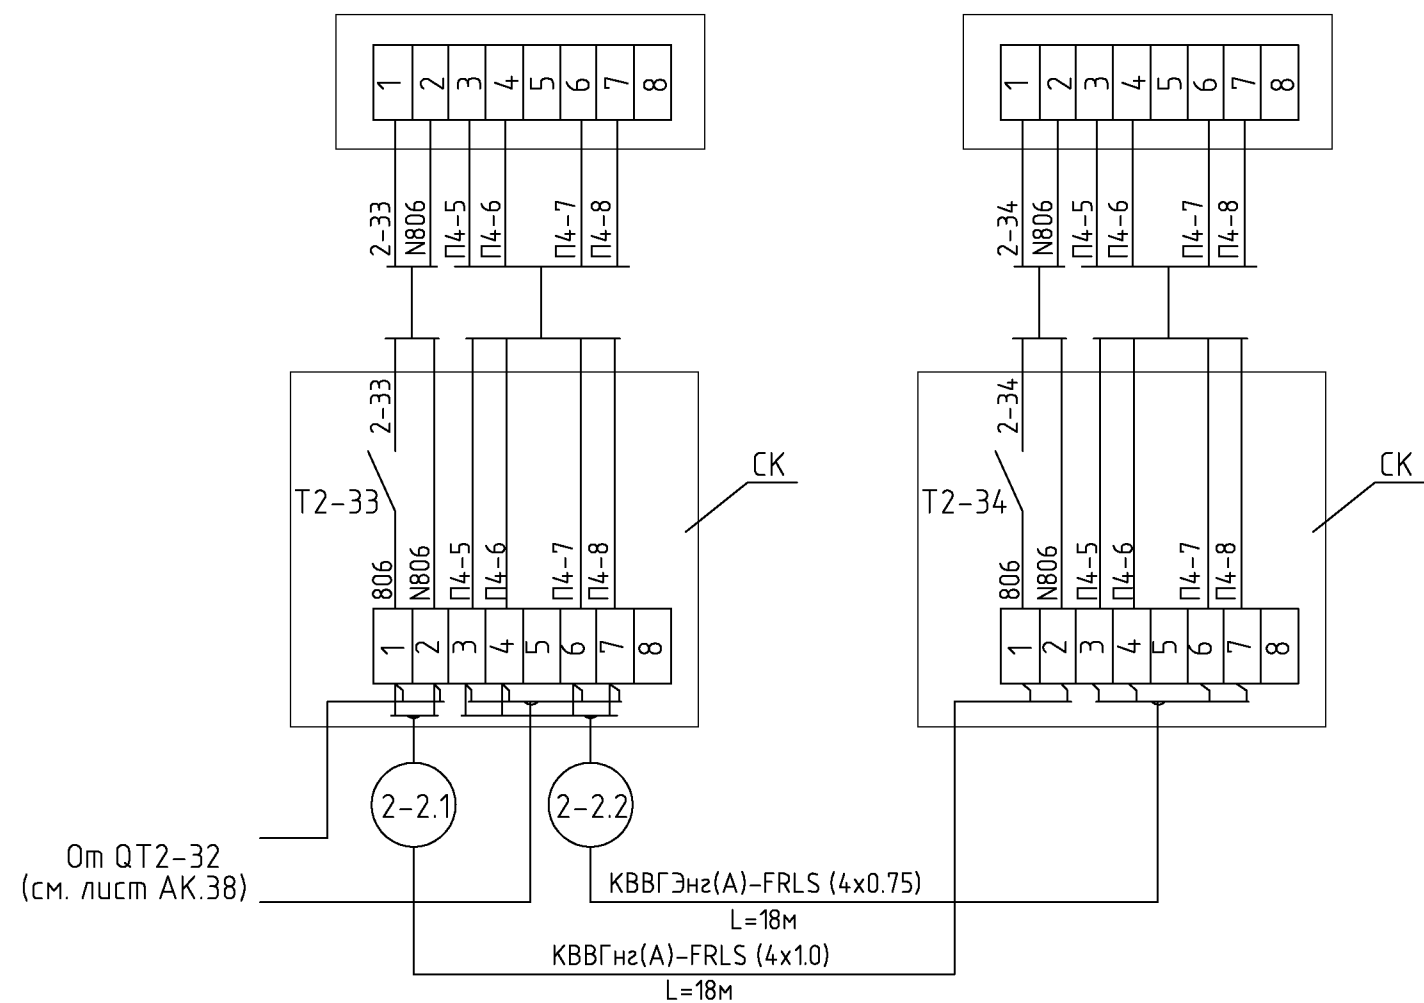 1 2 3 4 5 6 7 8
1 2 3 4 5 6 7 8
2-33 N806 П4-5 П4-6 П4-7 П4-8
2-34 N806 П4-5 П4-6 П4-7 П4-8
2-33
2-34
СК
СК
Т2-33
Т2-34
806 N806 П4-5 П4-6 П4-7 П4-8
806 N806 П4-5 П4-6 П4-7 П4-8
1 2 3 4 5 6 7 8
1 2 3 4 5 6 7 8
2-2.1
2-2.2
От QT2-32
(см. лист АК.38)
КВВГЭнг(А)-FRLS (4x0.75)
L=18м
КВВГнг(А)-FRLS (4x1.0)
L=18м